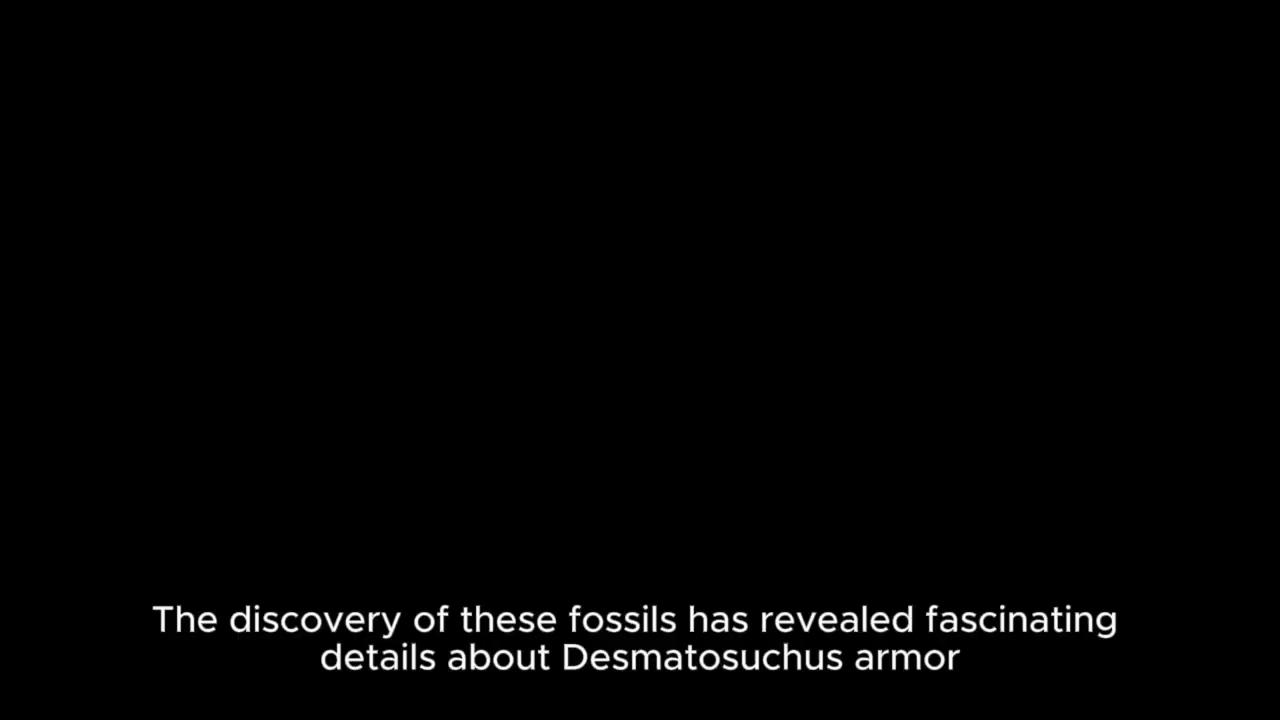 The discovery of these fossils has revealed fascinating
details about Desmatosuchus armor